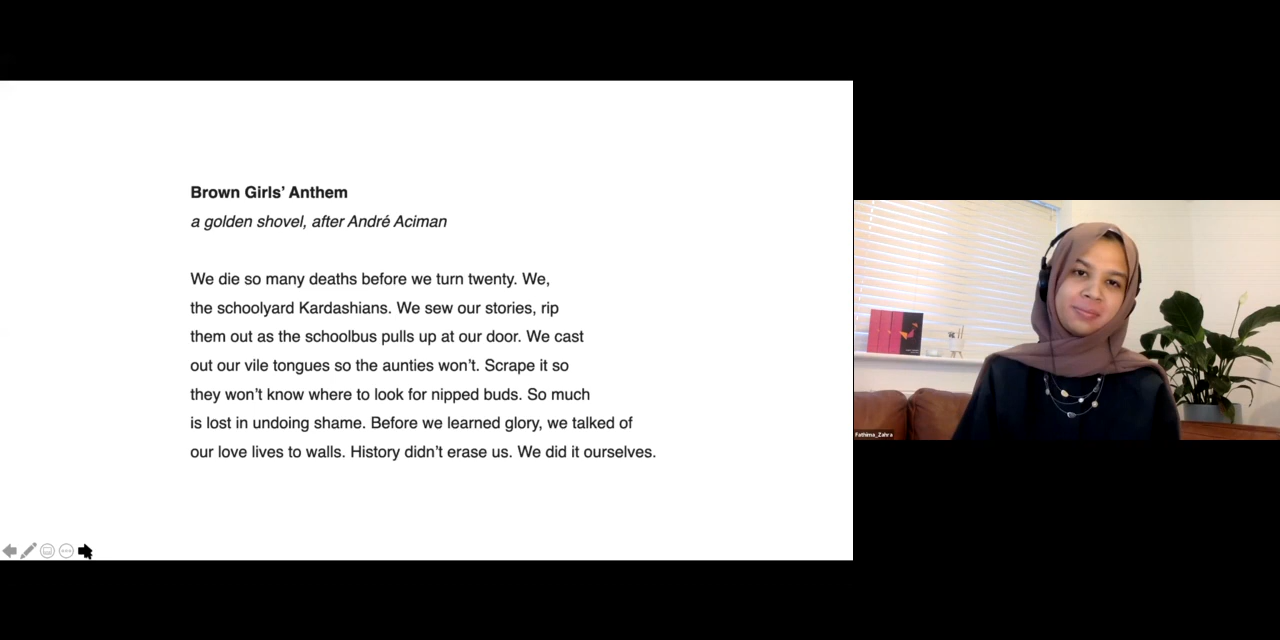 Brown Girls’ Anthem
a golden shovel, after André Aciman
We die so many deaths before we turn twenty. We,
the schoolyard Kardashians. We sew our stories, rip
them out as the schoolbus pulls up at our door. We cast
out our vile tongues so the aunties won’t. Scrape it so
they won’t know where to look for nipped buds. So much
is lost in undoing shame. Before we learned glory, we talked of
our love lives to walls. History didn’t erase us. We did it ourselves.
Fathima_Zahra